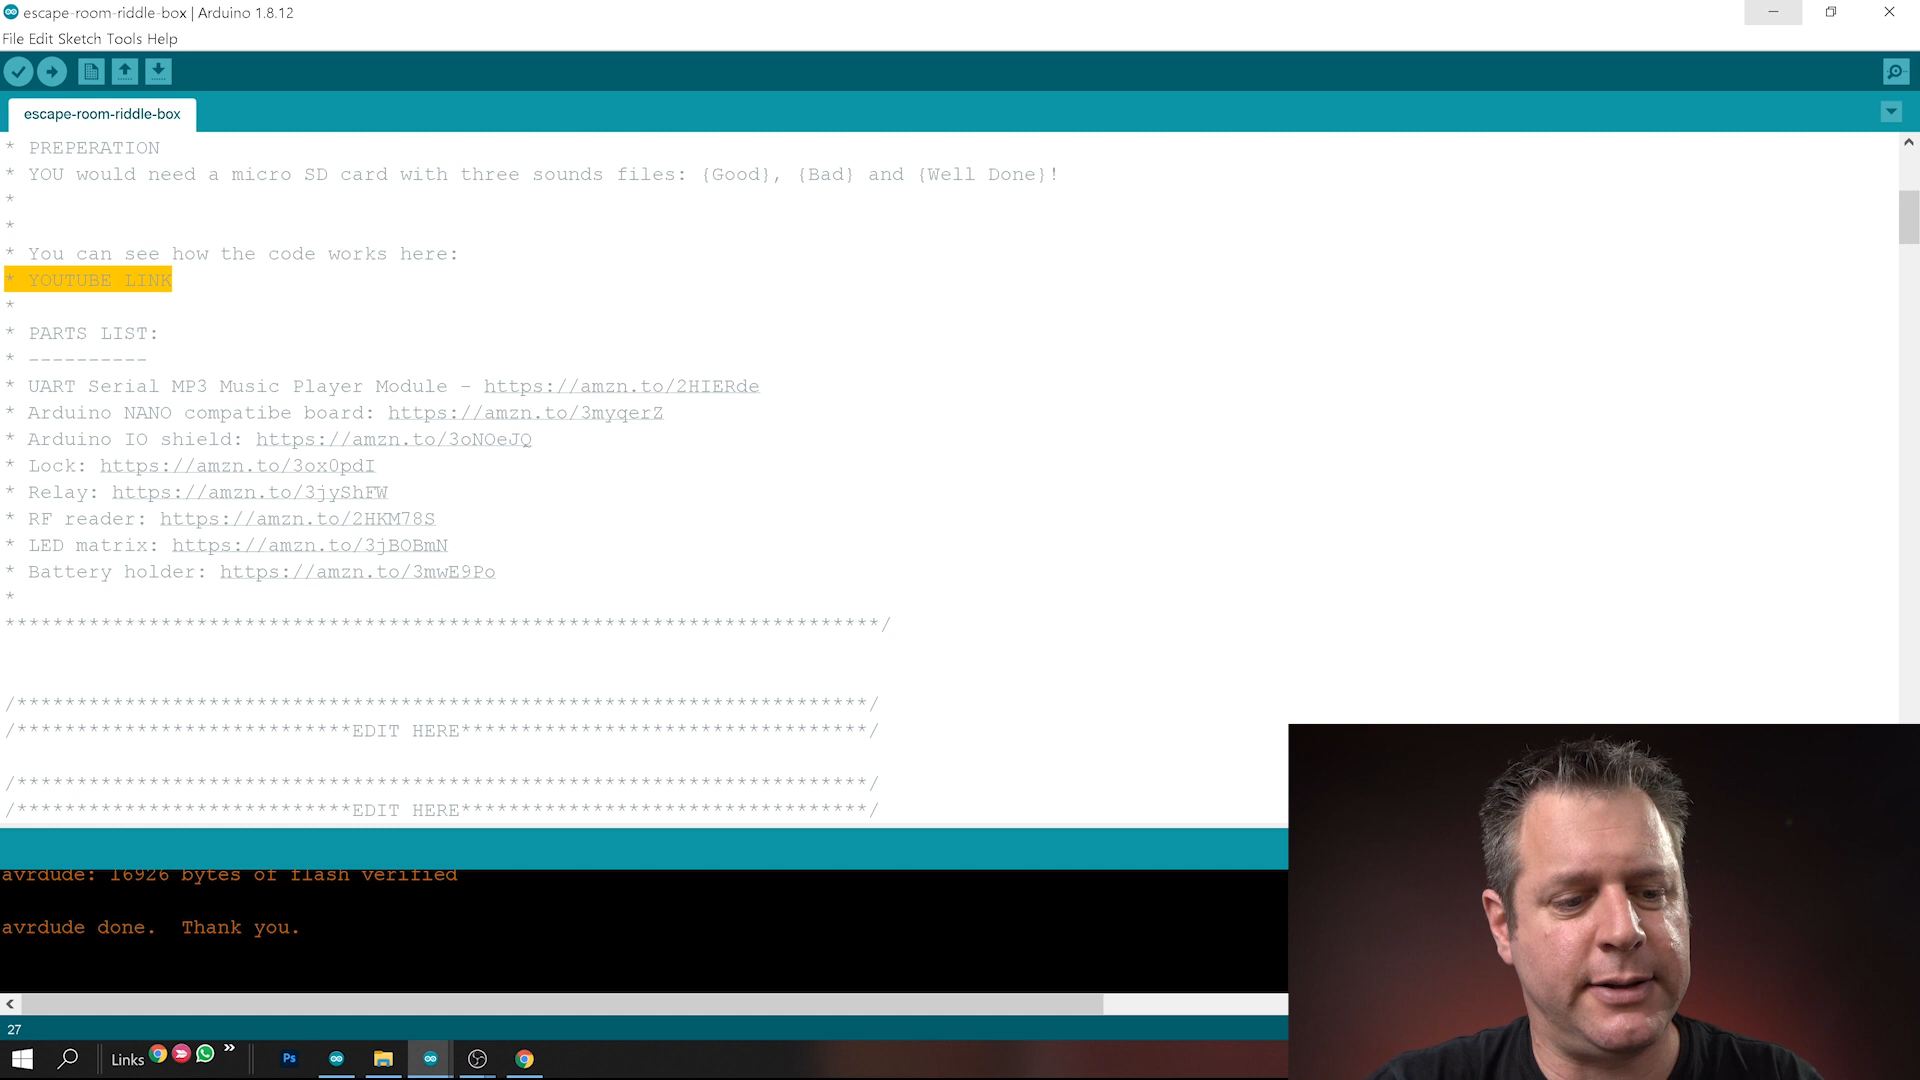 escape-room-riddle-box | Arduino 1.8.12
File Edit Sketch Tools Help
escape-room-riddle-box
* PREPERATION
* YOU would need a micro SD card with three sounds files: {Good}, {Bad} and {Well Done}!
*
*
* You can see how the code works here:
* YOUTUBE LINK
*
* PARTS LIST:
* ----------
* UART Serial MP3 Music Player Module - https://amzn.to/2HIERde
* Arduino NANO compatibe board: https://amzn.to/3myqerZ
* Arduino IO shield: https://amzn.to/3oNOeJQ
* Lock: https://amzn.to/3ox0pdI
* Relay: https://amzn.to/3jyShFW
* RF reader: https://amzn.to/2HKM78S
* LED matrix: https://amzn.to/3jBOBmN
* Battery holder: https://amzn.to/3mwE9Po
*
*************************************************************************/
/***********************************************************************/
/****************************EDIT HERE**********************************/
/***********************************************************************/
/****************************EDIT HERE**********************************/
avrdude: 16926 bytes of flash verified
avrdude done.  Thank you.
27
Links
Ps